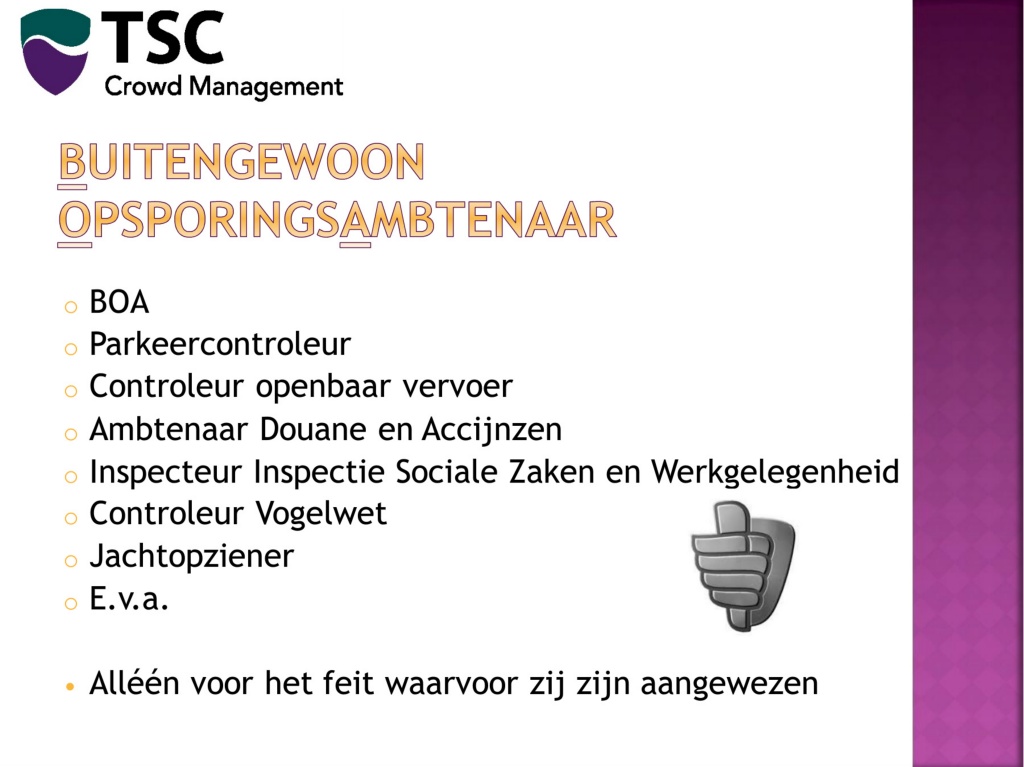 TSC
Crowd Management
BUITENGEWOON
OPSPORINGSAMBTENAAR
BOA
Parkeercontroleur
Controleur openbaar vervoer
Ambtenaar Douane en Accijnzen
Inspecteur Inspectie Sociale Zaken en Werkgelegenheid
Controleur Vogelwet
Jachtopziener
E.v.a.
Alléén voor het feit waarvoor zij zijn aangewezen